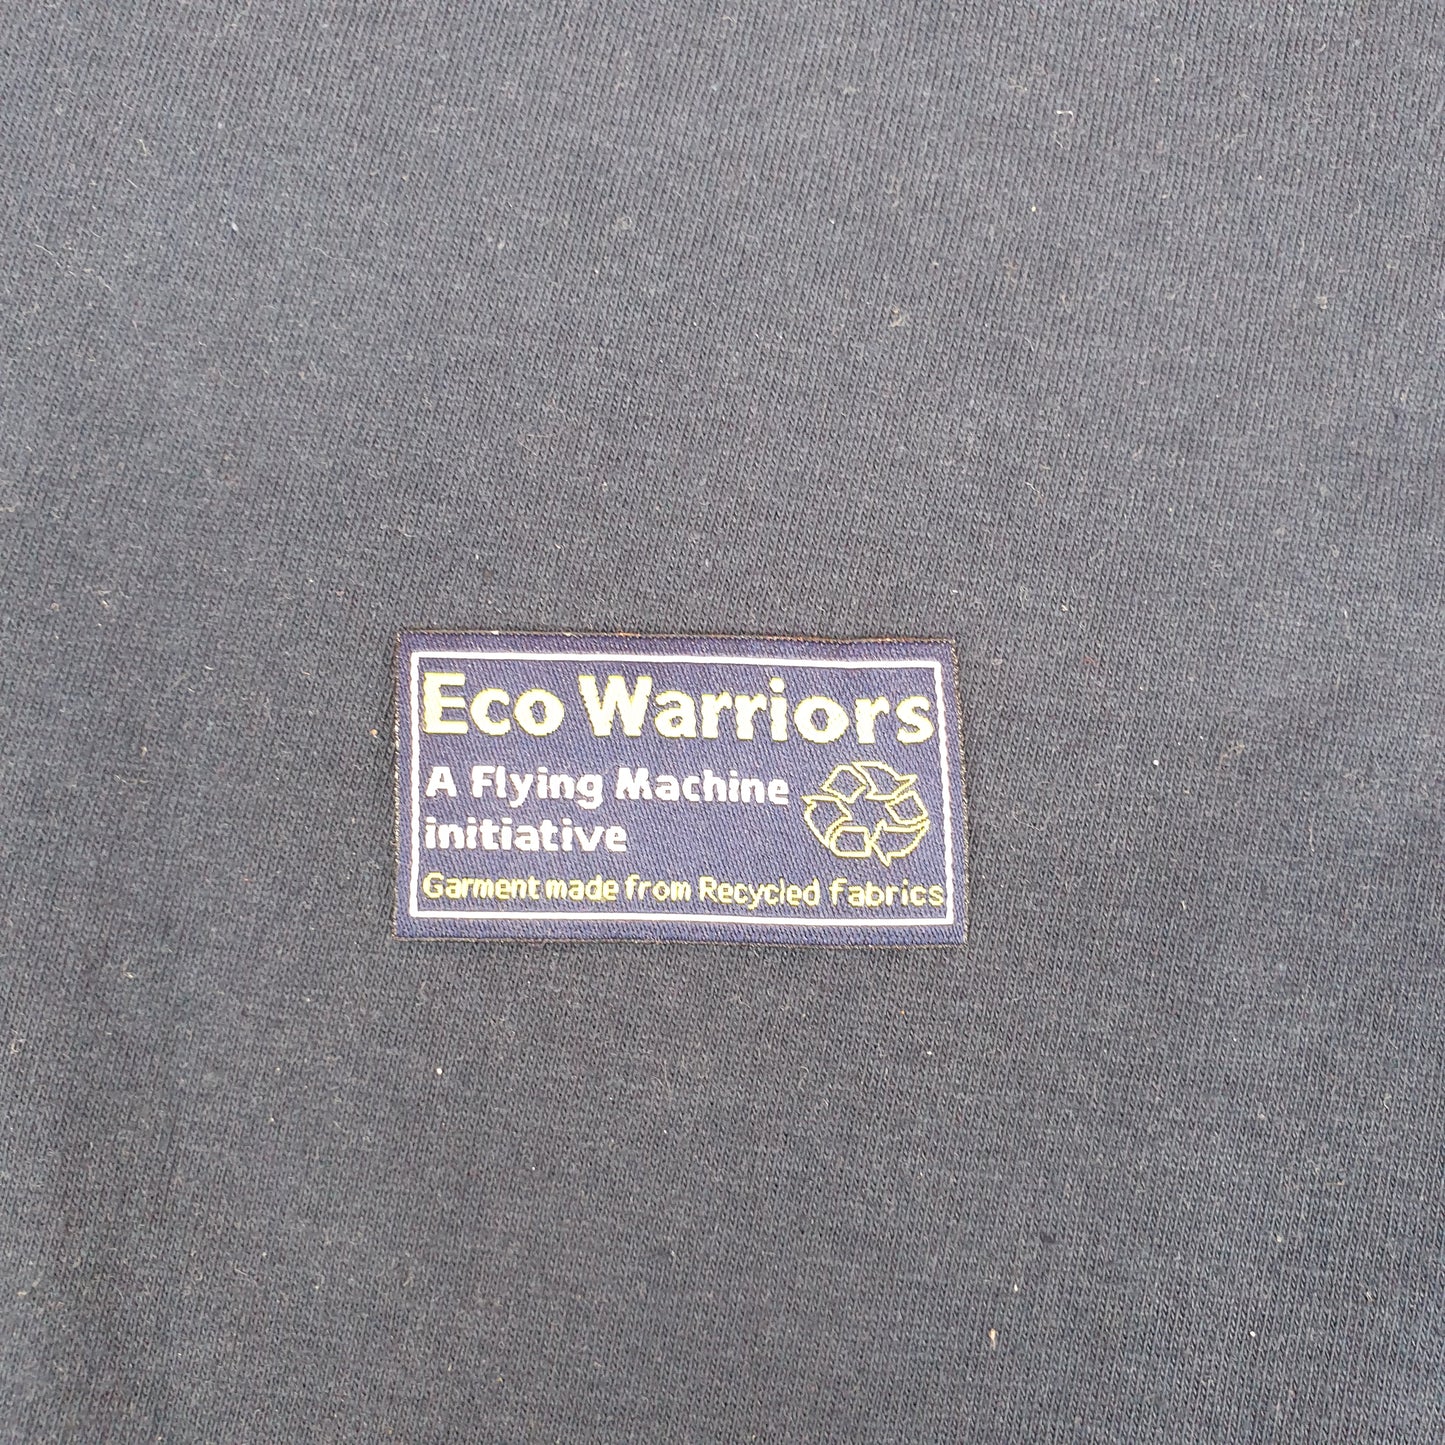 Eco Warriors
A Flying Machine
initiative
Garment made from Recycled fabrics